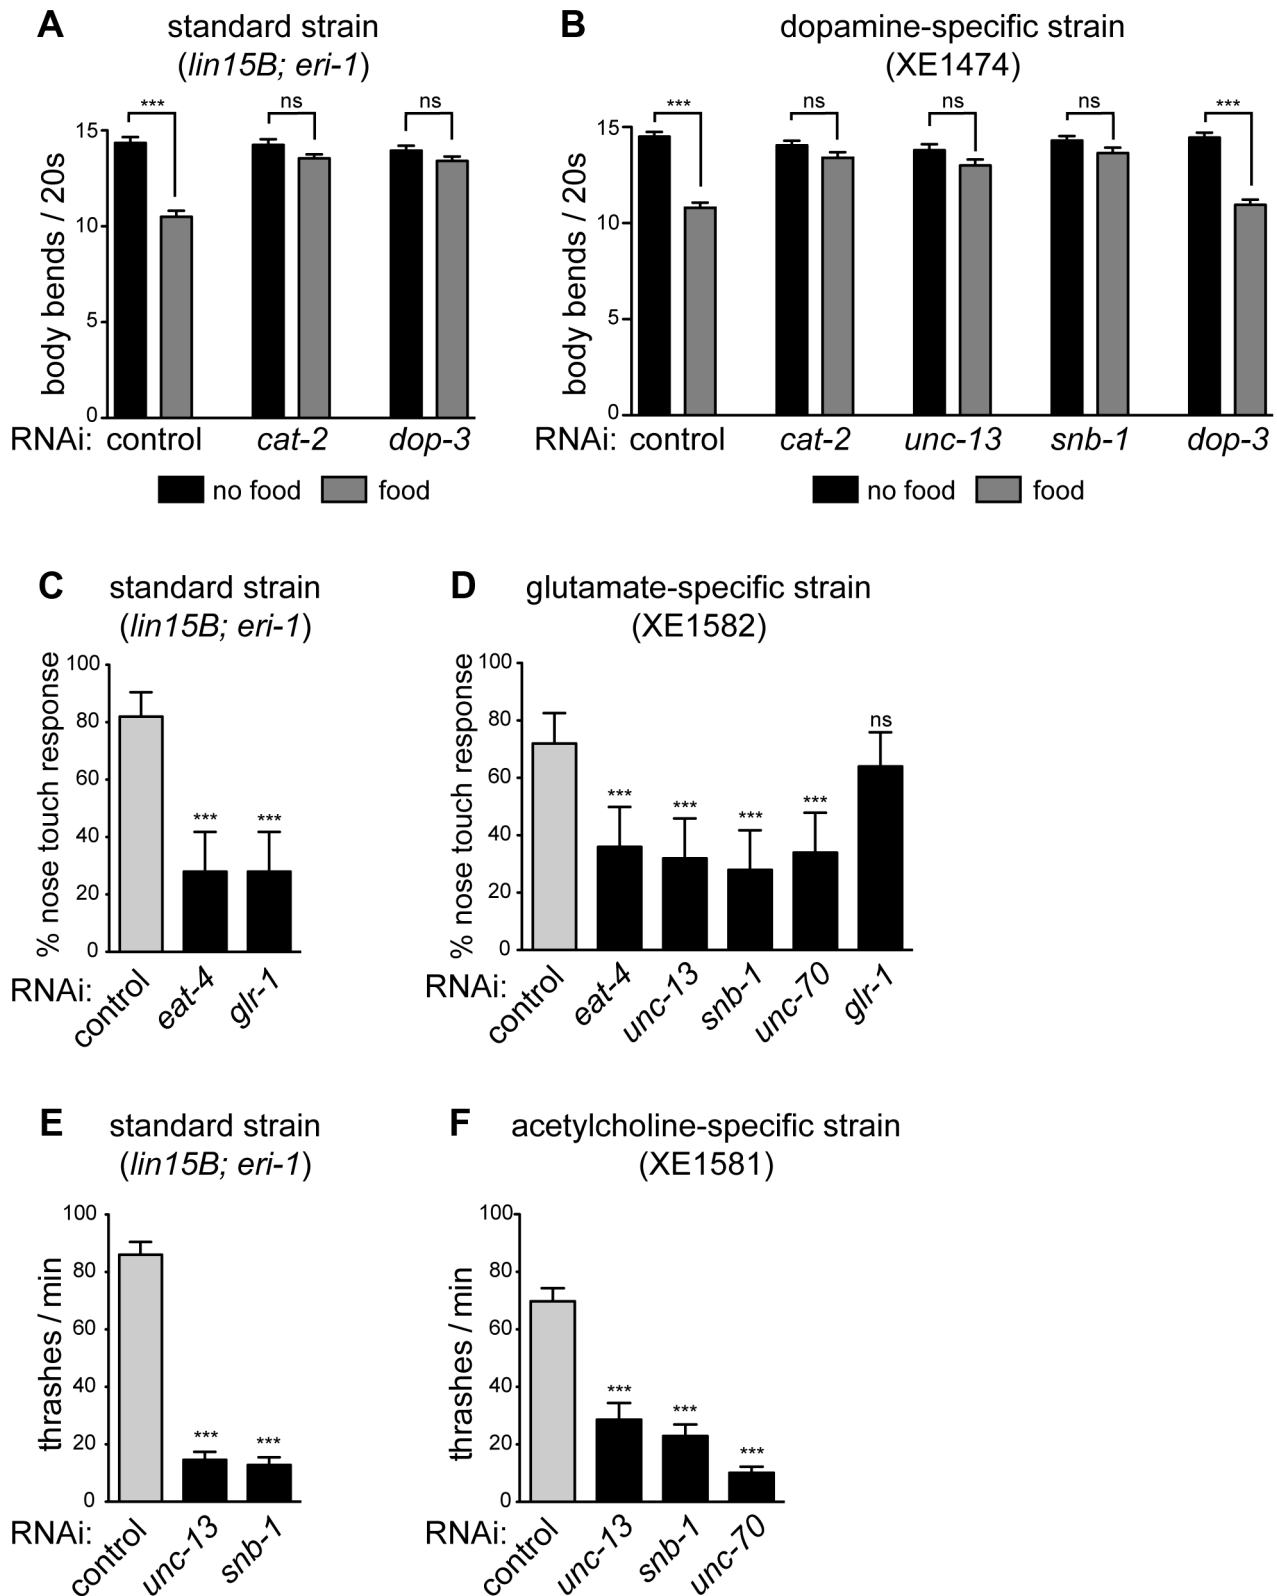 A standard strain
(lin15B; eri-1)
*** ns ns
body bends / 20s
15
10
5
0
RNAi: control cat-2 dop-3
no food food
B dopamine-specific strain
(XE1474)
*** ns ns ns ***
body bends / 20s
15
10
5
0
RNAi: control cat-2 unc-13 snb-1 dop-3
no food food
C standard strain
(lin15B; eri-1)
% nose touch response
100
80
60
40
20
0
*** ***
RNAi: control eat-4 glr-1
D glutamate-specific strain
(XE1582)
% nose touch response
100
80
60
40
20
0
*** *** *** *** ns
RNAi: control eat-4 unc-13 snb-1 unc-70 glr-1
E standard strain
(lin15B; eri-1)
thrashes / min
100
80
60
40
20
0
*** ***
RNAi: control unc-13 snb-1
F acetylcholine-specific strain
(XE1581)
thrashes / min
100
80
60
40
20
0
*** *** ***
RNAi: control unc-13 snb-1 unc-70